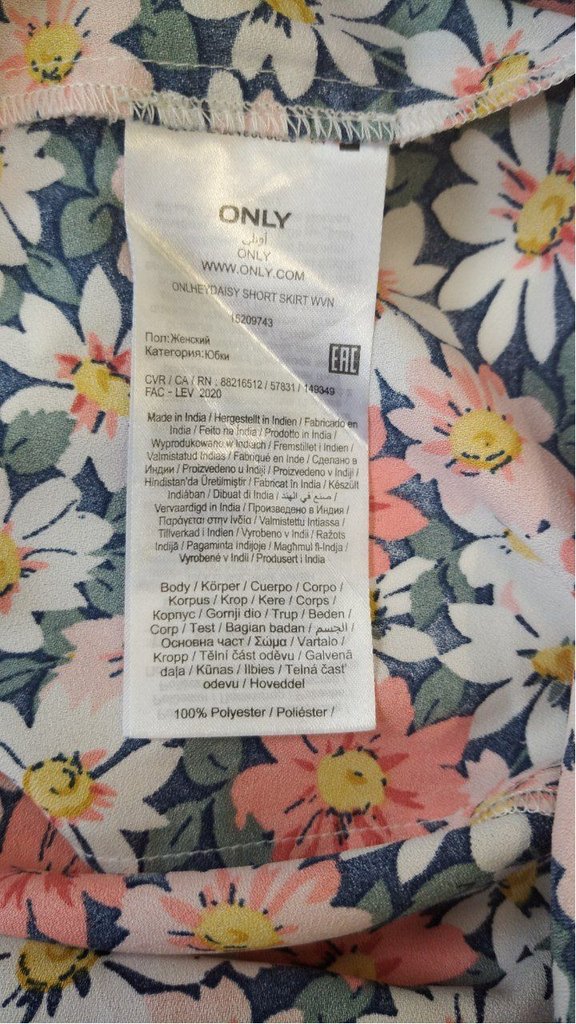 ONLY
أونلي
ONLY
WWW.ONLY.COM
ONLHEYDAISY SHORT SKIRT WVN
15209743
Пол:Женский
Категория:Юбки
EAC
CVR / CA / RN : 88216512 / 57831 / 149349
FAC - LEV 2020
Made in India / Hergestellt in Indien / Fabricado en
India / Feito na Índia / Prodotto in India /
Wyprodukowano w Indiach / Fremstillet i Indien /
Valmistatud Indias / Fabriqué en Inde / Сделано в
Индии / Proizvedeno u Indiji / Proizvedeno v Indiji /
Hindistan'da Üretilmiştir / Fabricat în India / Készült
Indiában / Dibuat di India / صنع في الهند /
Vervaardigd in India / Произведено в Индия /
Παράγεται στην Ινδία / Valmistettu Intiassa /
Tillverkad i Indien / Vyrobeno v Indii / Ražots
Indijā / Pagaminta Indijoje / Magħmul fl-Indja /
Vyrobené v Indii / Produsert i India
Body / Körper / Cuerpo / Corpo /
Korpus / Krop / Kere / Corps /
Корпус / Gornji dio / Trup / Beden /
Corp / Test / Bagian badan / الجسم /
Основна част / Σώμα / Vartalo /
Kropp / Tělní část oděvu / Galvenā
daļa / Kūnas / Ilbies / Telná časť
odevu / Hoveddel
100% Polyester / Poliéster /